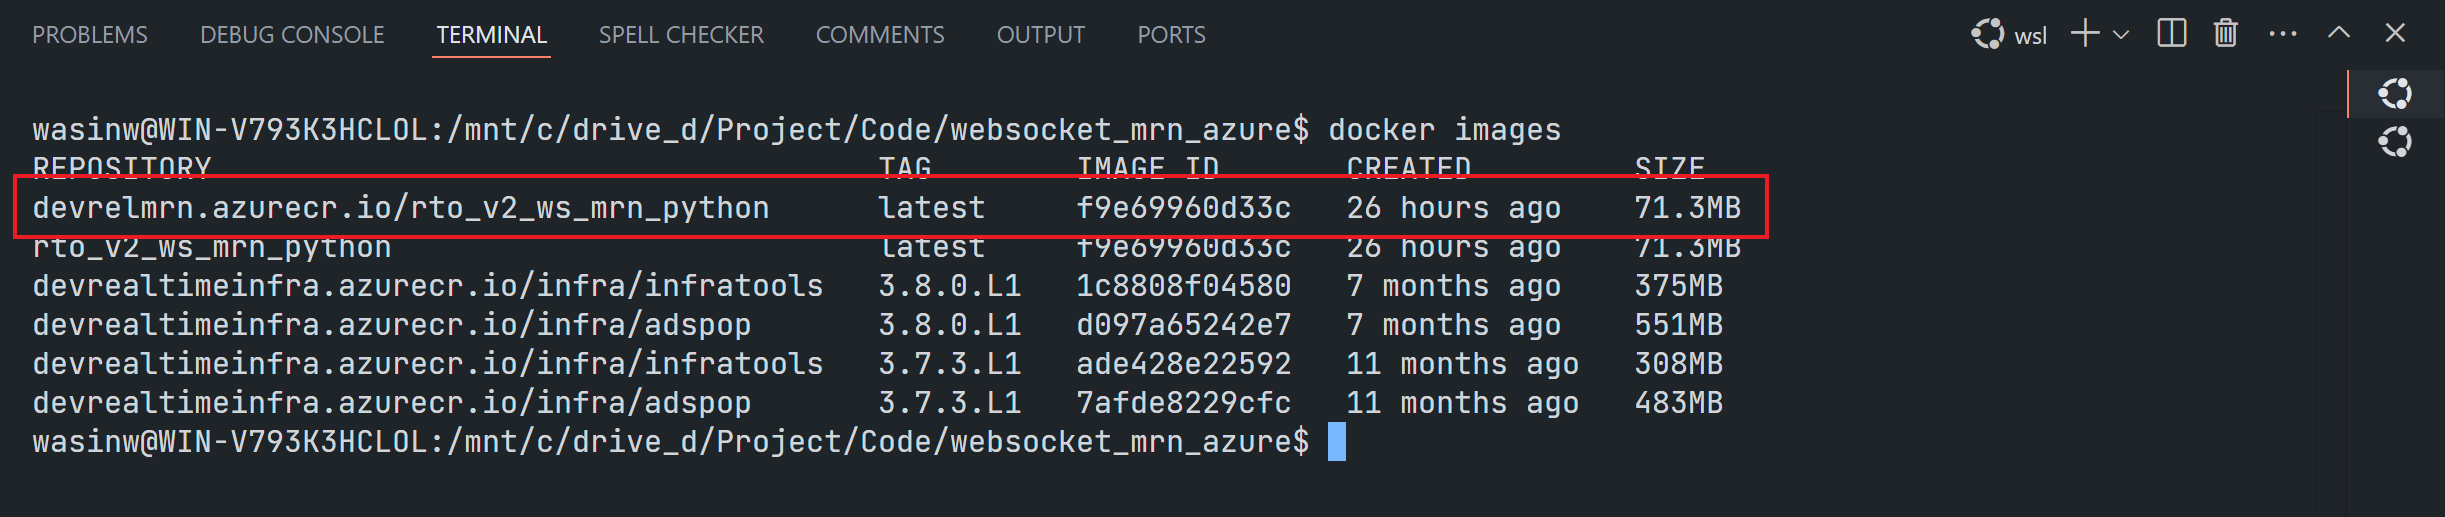 PROBLEMS DEBUG CONSOLE TERMINAL SPELL CHECKER COMMENTS OUTPUT PORTS wsl
wasinw@WIN-V793K3HCLOL:/mnt/c/drive_d/Project/Code/websocket_mrn_azure$ docker images
REPOSITORY TAG IMAGE ID CREATED SIZE
devrelmrn.azurecr.io/rto_v2_ws_mrn_python latest f9e69960d33c 26 hours ago 71.3MB
rto_v2_ws_mrn_python latest f9e69960d33c 26 hours ago 71.3MB
devrealtimeinfra.azurecr.io/infra/infratools 3.8.0.L1 1c8808f04580 7 months ago 375MB
devrealtimeinfra.azurecr.io/infra/adspop 3.8.0.L1 d097a65242e7 7 months ago 551MB
devrealtimeinfra.azurecr.io/infra/infratools 3.7.3.L1 ade428e22592 11 months ago 308MB
devrealtimeinfra.azurecr.io/infra/adspop 3.7.3.L1 7afde8229cfc 11 months ago 483MB
wasinw@WIN-V793K3HCLOL:/mnt/c/drive_d/Project/Code/websocket_mrn_azure$